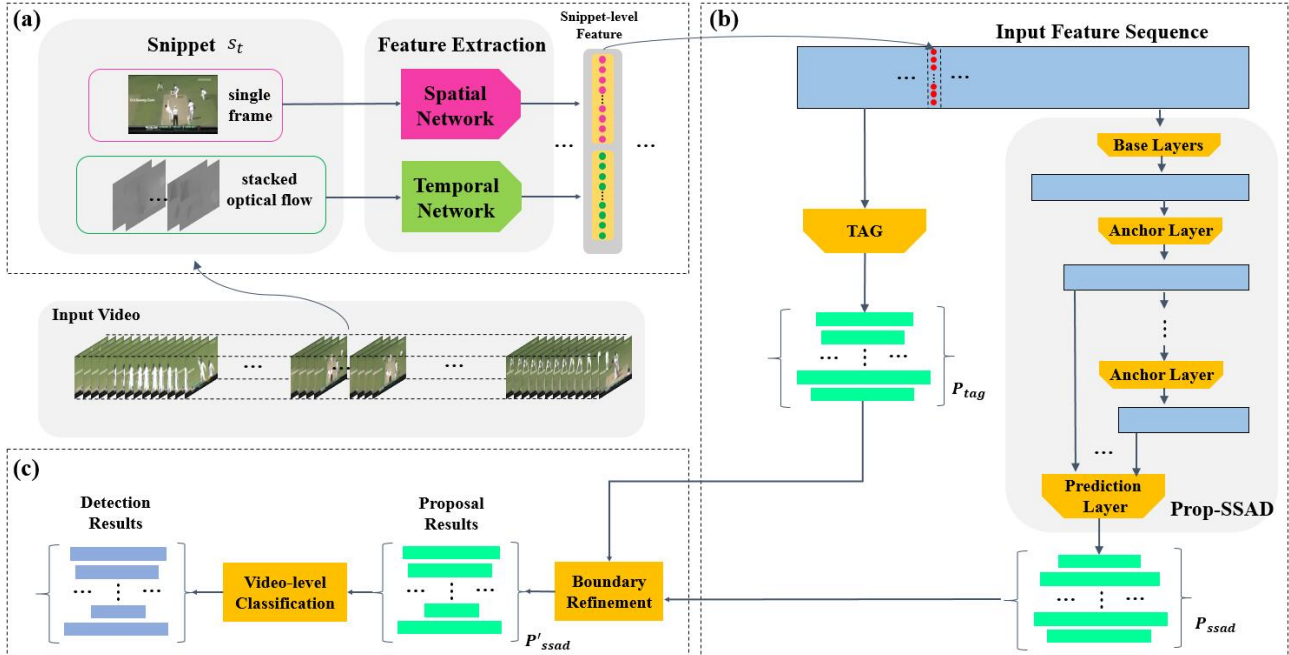 (a)
Snippet s_t
single
frame
stacked
optical flow
...
Feature Extraction
Spatial
Network
Temporal
Network
Snippet-level
Feature
...
...
Input Video
...
...
...
(b)
Input Feature Sequence
...
...
TAG
...
...
P_tag
Base Layers
Anchor Layer
Anchor Layer
...
Prediction
Layer
Prop-SSAD
...
...
P_ssad
(c)
Detection
Results
...
...
Video-level
Classification
Proposal
Results
...
...
P'_ssad
Boundary
Refinement